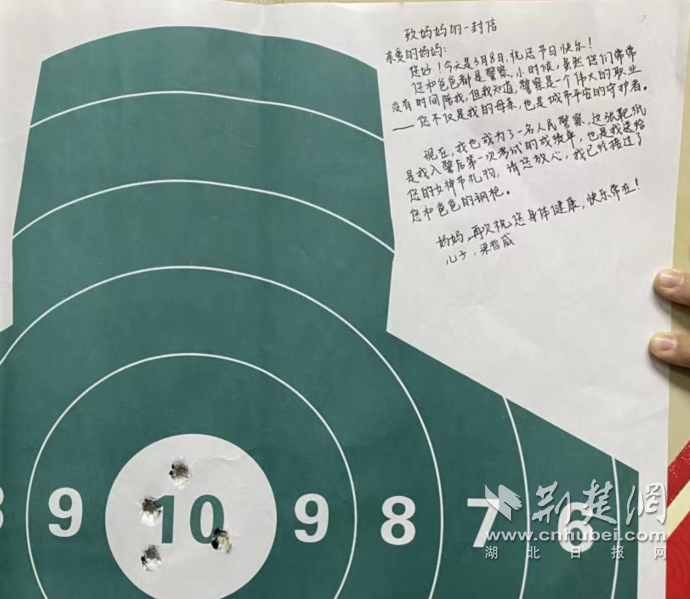 致妈妈的一封信
亲爱的妈妈:
您好!今天是3月8日,祝您节日快乐!
您和爸爸都是警察,小时候,虽然你们常常
没有时间陪我,但我知道,警察是一个伟大的职业
——您不仅是我的母亲,也是城市平安的守护者。
现在,我也成为了一名人民警察,这张靶纸
是我入警后第一次考试的成绩单,也是我送给
您的女神节礼物,请您放心,我已经接过了
您和爸爸的钢枪。
妈妈,再次祝您身体健康,快乐常在!
儿子:梁哲威
9 10 9 8 7 6
荆楚网
www.cnhubei.com
湖北日报网